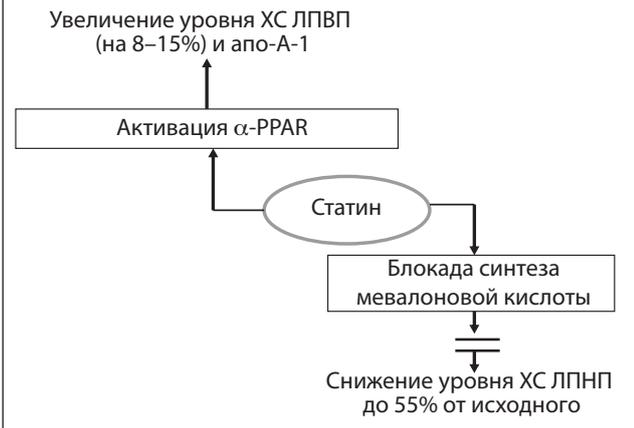 Увеличение уровня ХС ЛПВП
(на 8–15%) и апо-А-1
Активация α-PPAR
Статин
Блокада синтеза
мевалоновой кислоты
Снижение уровня ХС ЛПНП
до 55% от исходного